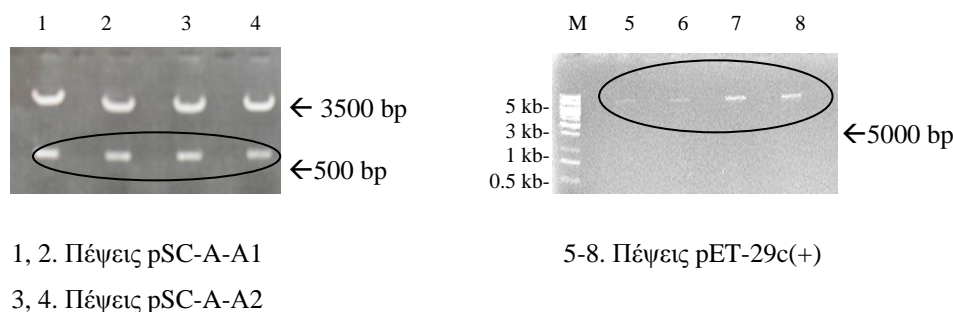 1 2 3 4
← 3500 bp
←500 bp
1, 2. Πέψεις pSC-A-A1
3, 4. Πέψεις pSC-A-A2
M 5 6 7 8
5 kb-
3 kb-
1 kb-
0.5 kb-
←5000 bp
5-8. Πέψεις pET-29c(+)